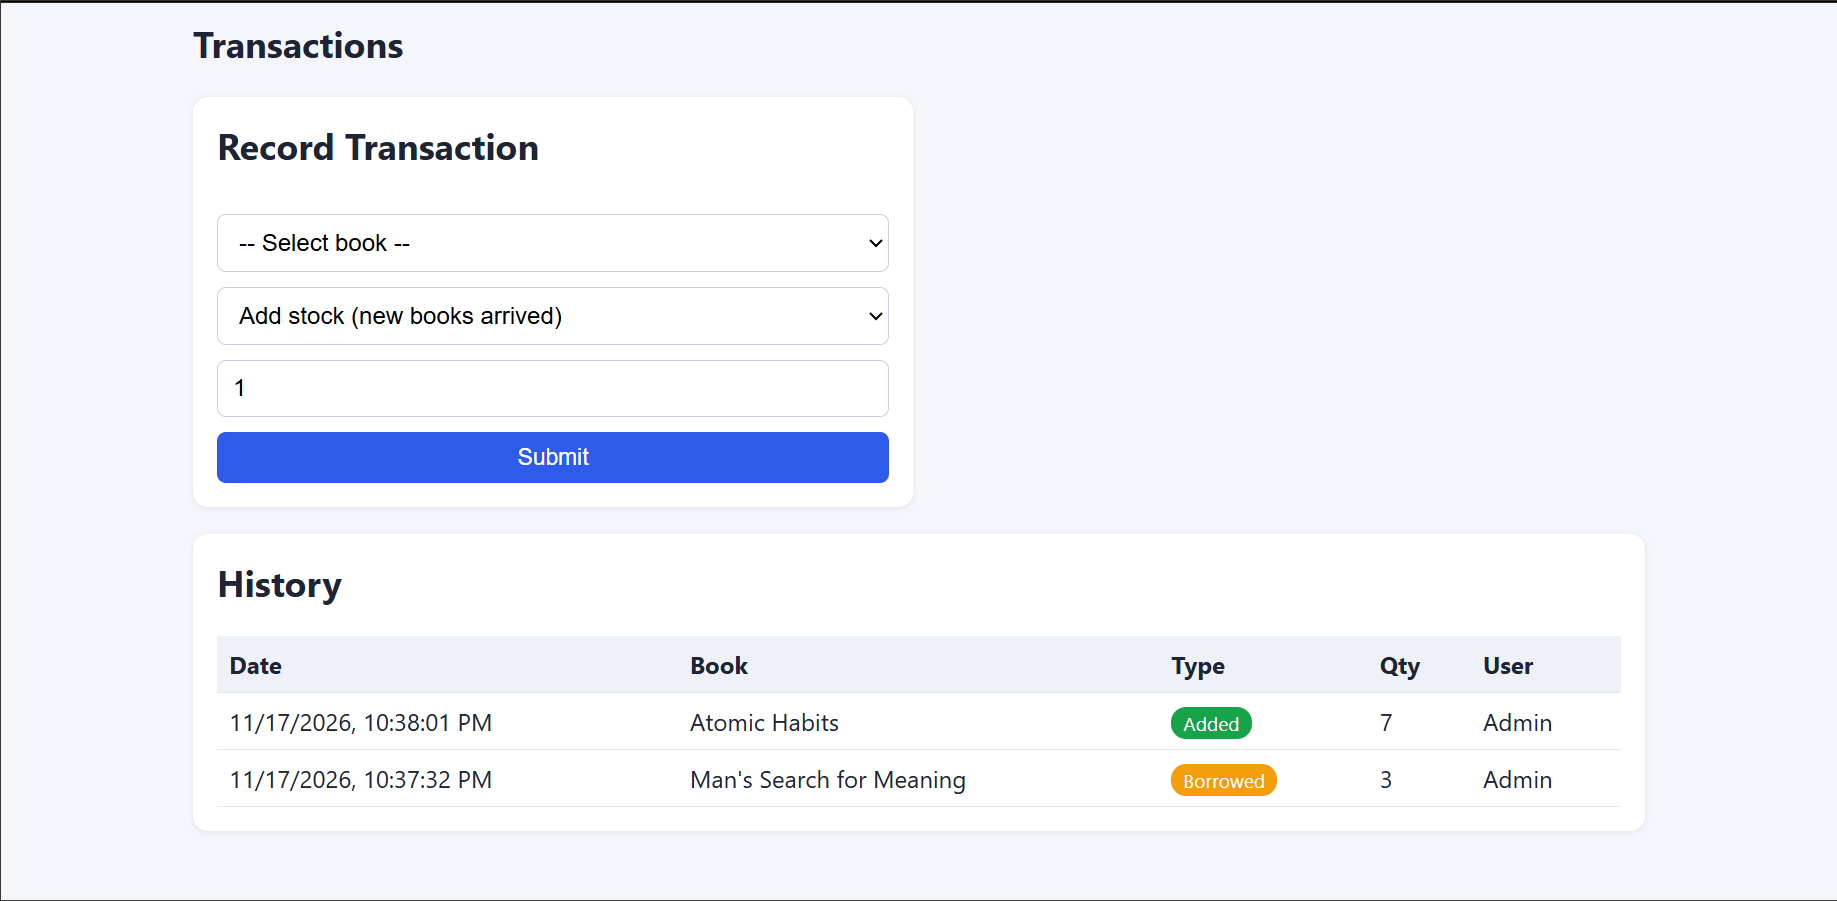 Transactions
Record Transaction
-- Select book --
Add stock (new books arrived)
1
Submit
History
Date Book Type Qty User
11/17/2026, 10:38:01 PM Atomic Habits Added 7 Admin
11/17/2026, 10:37:32 PM Man's Search for Meaning Borrowed 3 Admin